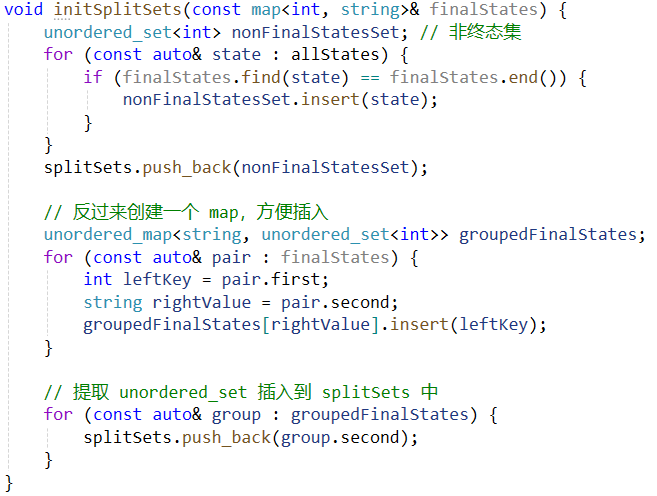 void initSplitSets(const map<int, string>& finalStates) {
    unordered_set<int> nonFinalStatesSet; // 非终态集
    for (const auto& state : allStates) {
        if (finalStates.find(state) == finalStates.end()) {
            nonFinalStatesSet.insert(state);
        }
    }
    splitSets.push_back(nonFinalStatesSet);

    // 反过来创建一个 map, 方便插入
    unordered_map<string, unordered_set<int>> groupedFinalStates;
    for (const auto& pair : finalStates) {
        int leftKey = pair.first;
        string rightValue = pair.second;
        groupedFinalStates[rightValue].insert(leftKey);
    }

    // 提取 unordered_set 插入到 splitSets 中
    for (const auto& group : groupedFinalStates) {
        splitSets.push_back(group.second);
    }
}